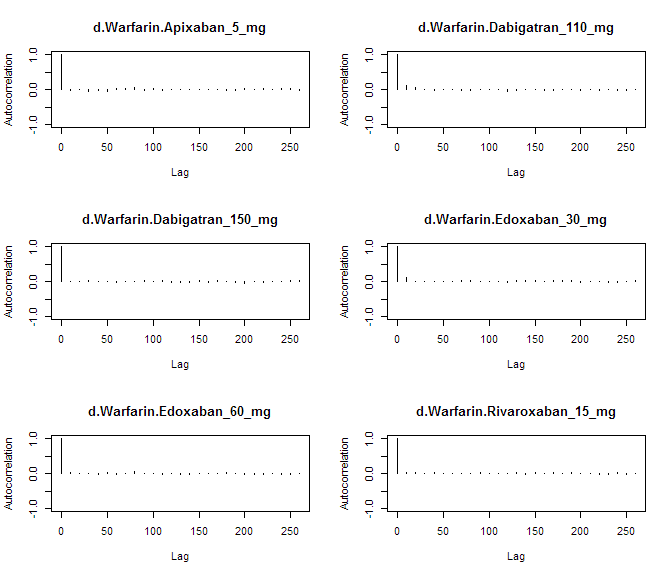 d.Warfarin.Apixaban_5_mg
Autocorrelation
1.0
0.0
-1.0
0 50 100 150 200 250
Lag
d.Warfarin.Dabigatran_110_mg
Autocorrelation
1.0
0.0
-1.0
0 50 100 150 200 250
Lag
d.Warfarin.Dabigatran_150_mg
Autocorrelation
1.0
0.0
-1.0
0 50 100 150 200 250
Lag
d.Warfarin.Edoxaban_30_mg
Autocorrelation
1.0
0.0
-1.0
0 50 100 150 200 250
Lag
d.Warfarin.Edoxaban_60_mg
Autocorrelation
1.0
0.0
-1.0
0 50 100 150 200 250
Lag
d.Warfarin.Rivaroxaban_15_mg
Autocorrelation
1.0
0.0
-1.0
0 50 100 150 200 250
Lag